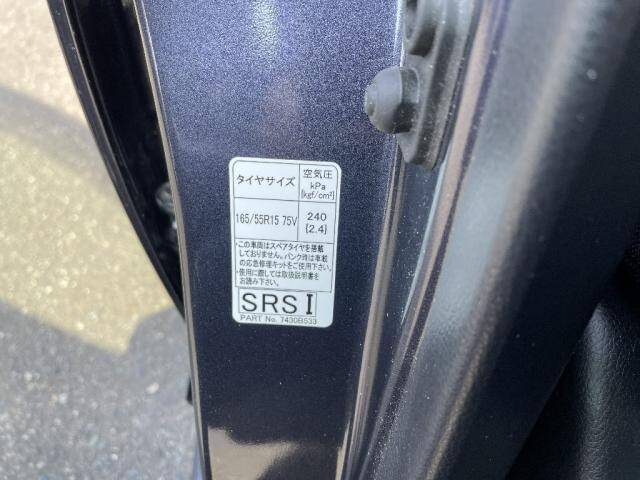 タイヤサイズ
空気圧
kPa
{kgf/cm²}
165/55R15 75V
240
{2.4}
・この車両はスペアタイヤを搭載
しておりません。パンク時は車載
の応急修理キットをご使用下さい。
・使用に際しては取扱説明書を
お読み下さい。
SRS I
PART No. 7430B533